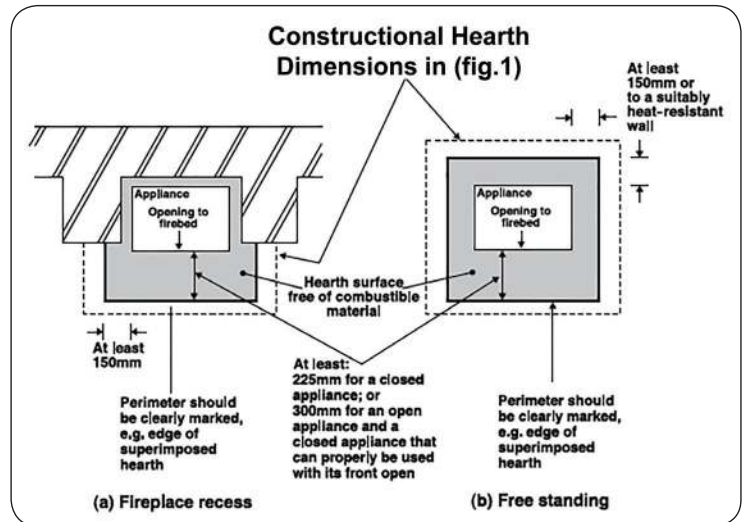 Constructional Hearth
Dimensions in (fig.1)
At least
150mm or
to a suitably
heat-resistant
wall
Appliance
Opening to
firebed
Appliance
Opening to
firebed
Hearth surface
free of combustible
material
At least
150mm
Perimeter should
be clearly marked,
e.g. edge of
superimposed
hearth
At least:
225mm for a closed
appliance; or
300mm for an open
appliance and a
closed appliance that
can properly be used
with its front open
Perimeter should
be clearly marked,
e.g. edge of
superimposed
hearth
(a) Fireplace recess
(b) Free standing